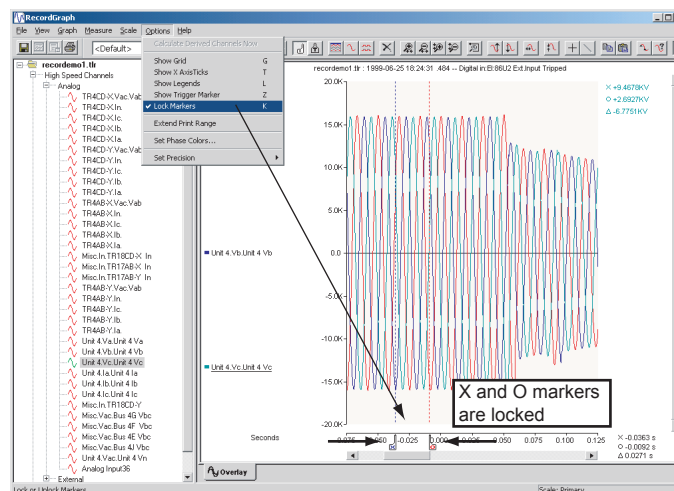 RecordGraph
File View Graph Measure Scale Options Help
<Default>
Calculate Derived Channels Now
Show Grid G
Show X AxisTicks T
Show Legends L
Show Trigger Marker Z
Lock Markers K
Extend Print Range
Set Phase Colors...
Set Precision
recordemo1.tlr
High Speed Channels
Analog
TR4CD-X.Vac.Vab
TR4CD-X.In.
TR4CD-X.Ic.
TR4CD-X.Ib.
TR4CD-X.Ia.
TR4CD-Y.Vac.Vab
TR4CD-Y.In.
TR4CD-Y.Ic.
TR4CD-Y.Ib.
TR4CD-Y.Ia.
TR4AB-X.Vac.Vab
TR4AB-X.In.
TR4AB-X.Ic.
TR4AB-X.Ib.
TR4AB-X.Ia.
Misc.In.TR18CD-X In
Misc.In.TR17AB-X In
Misc.In.TR17AB-Y In
TR4AB-Y.Vac.Vab
TR4AB-Y.In.
TR4AB-Y.Ic.
TR4AB-Y.Ib.
TR4AB-Y.Ia.
Unit 4.Va.Unit 4 Va
Unit 4.Vb.Unit 4 Vb
Unit 4.Vc.Unit 4 Vc
Unit 4.Ia.Unit 4 Ia
Unit 4.Ib.Unit 4 Ib
Unit 4.Ic.Unit 4 Ic
Misc.In.TR18CD-Y
Misc.Vac.Bus 4G Vbc
Misc.Vac.Bus 4F Vbc
Misc.Vac.Bus 4E Vbc
Misc.Vac.Bus 4J Vbc
Unit 4.Vac.Unit 4 Vn
Analog Input36
External
recordemo1.tlr : 1999-06-25 18:24:31 .484 -- Digital in:EI:86U2 Ext.Input Tripped
X +9.4678KV
O +2.6927KV
Δ -6.7751KV
20.0K
15.0K
10.0K
5.0K
0.0
-5.0K
-10.0K
-15.0K
-20.0K
Unit 4.Vb.Unit 4 Vb
Unit 4.Vc.Unit 4 Vc
X and O markers
are locked
Seconds
-0.025 0.000 0.025 0.050 0.075 0.100 0.125
X -0.0363 s
O -0.0092 s
Δ 0.0271 s
Overlay
Lock or Unlock Markers
Scale: Primary